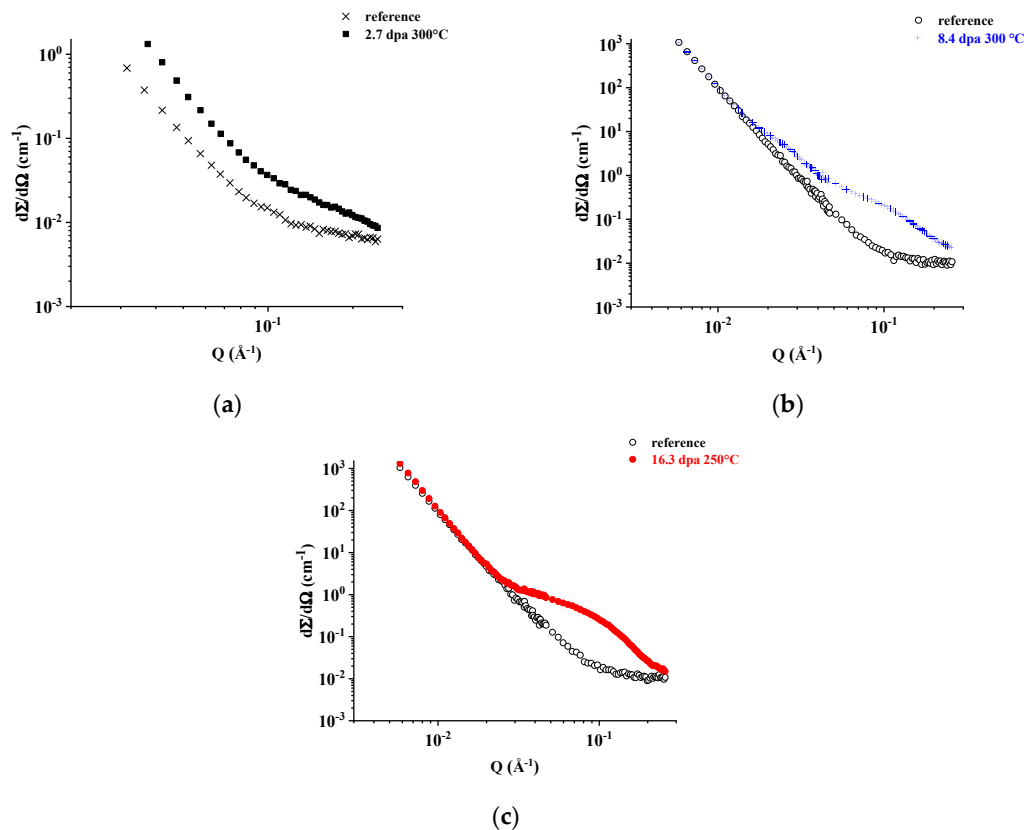 reference
2.7 dpa 300°C
10⁰
10⁻¹
10⁻²
10⁻³
dΣ/dΩ (cm⁻¹)
10⁻¹
Q (Å⁻¹)
(a)
reference
8.4 dpa 300 °C
10³
10²
10¹
10⁰
10⁻¹
10⁻²
10⁻³
dΣ/dΩ (cm⁻¹)
10⁻²
10⁻¹
Q (Å⁻¹)
(b)
reference
16.3 dpa 250°C
10³
10²
10¹
10⁰
10⁻¹
10⁻²
10⁻³
dΣ/dΩ (cm⁻¹)
10⁻²
10⁻¹
Q (Å⁻¹)
(c)